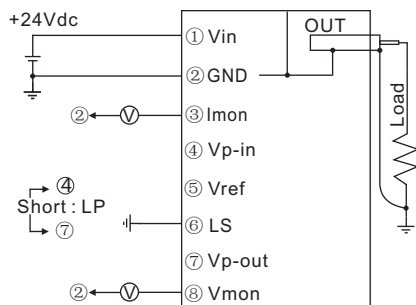 +24Vdc
OUT
① Vin
② GND
② V ③ Imon
④ Vp-in
④
Short : LP
⑦
⑤ Vref
⑥ LS
⑦ Vp-out
② V ⑧ Vmon
Load